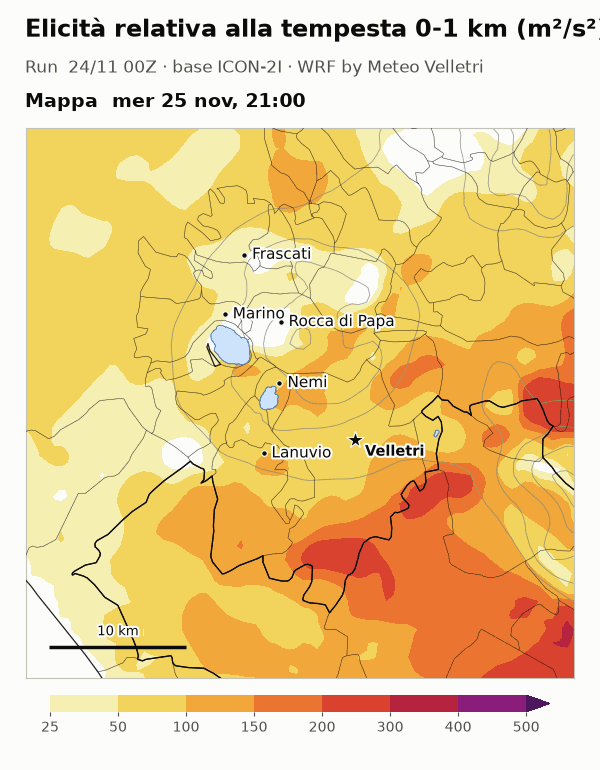 Elicità relativa alla tempesta 0-1 km (m²/s²)
Run  24/11 00Z · base ICON-2I · WRF by Meteo Velletri
Mappa  mer 25 nov, 21:00
Frascati
Marino
Rocca di Papa
Nemi
Velletri
Lanuvio
10 km
25 50 100 150 200 300 400 500